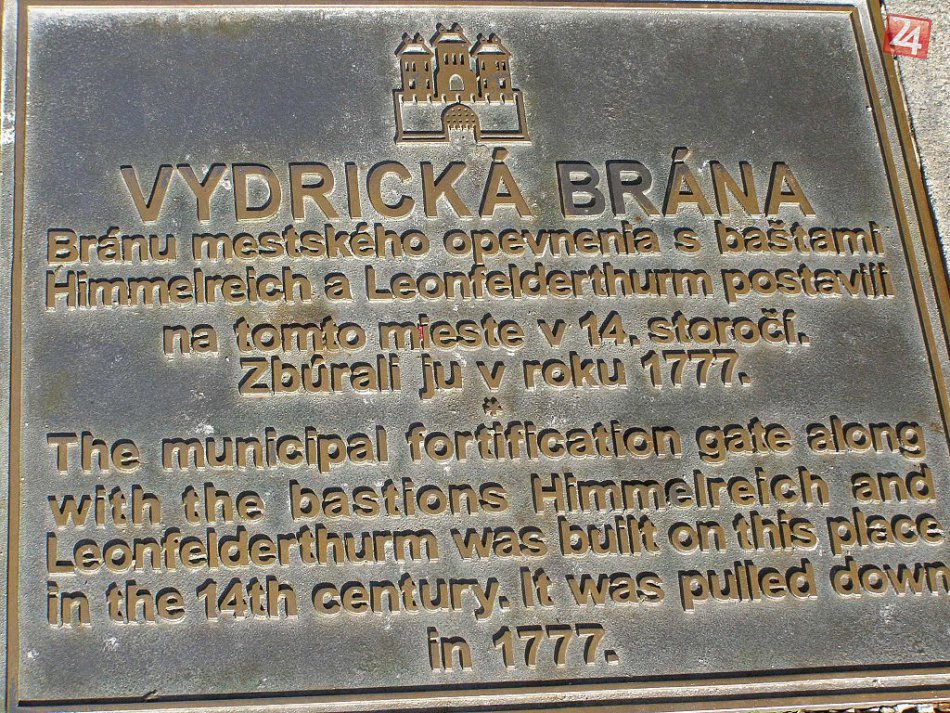 24
VYDRICKÁ BRÁNA
Bránu mestského opevnenia s baštami
Himmelreich a Leonfelderthurm postavili
na tomto mieste v 14. storočí.
Zbúrali ju v roku 1777.
*
The municipal fortification gate along
with the bastions Himmelreich and
Leonfelderthurm was built on this place
in the 14th century. It was pulled down
in 1777.